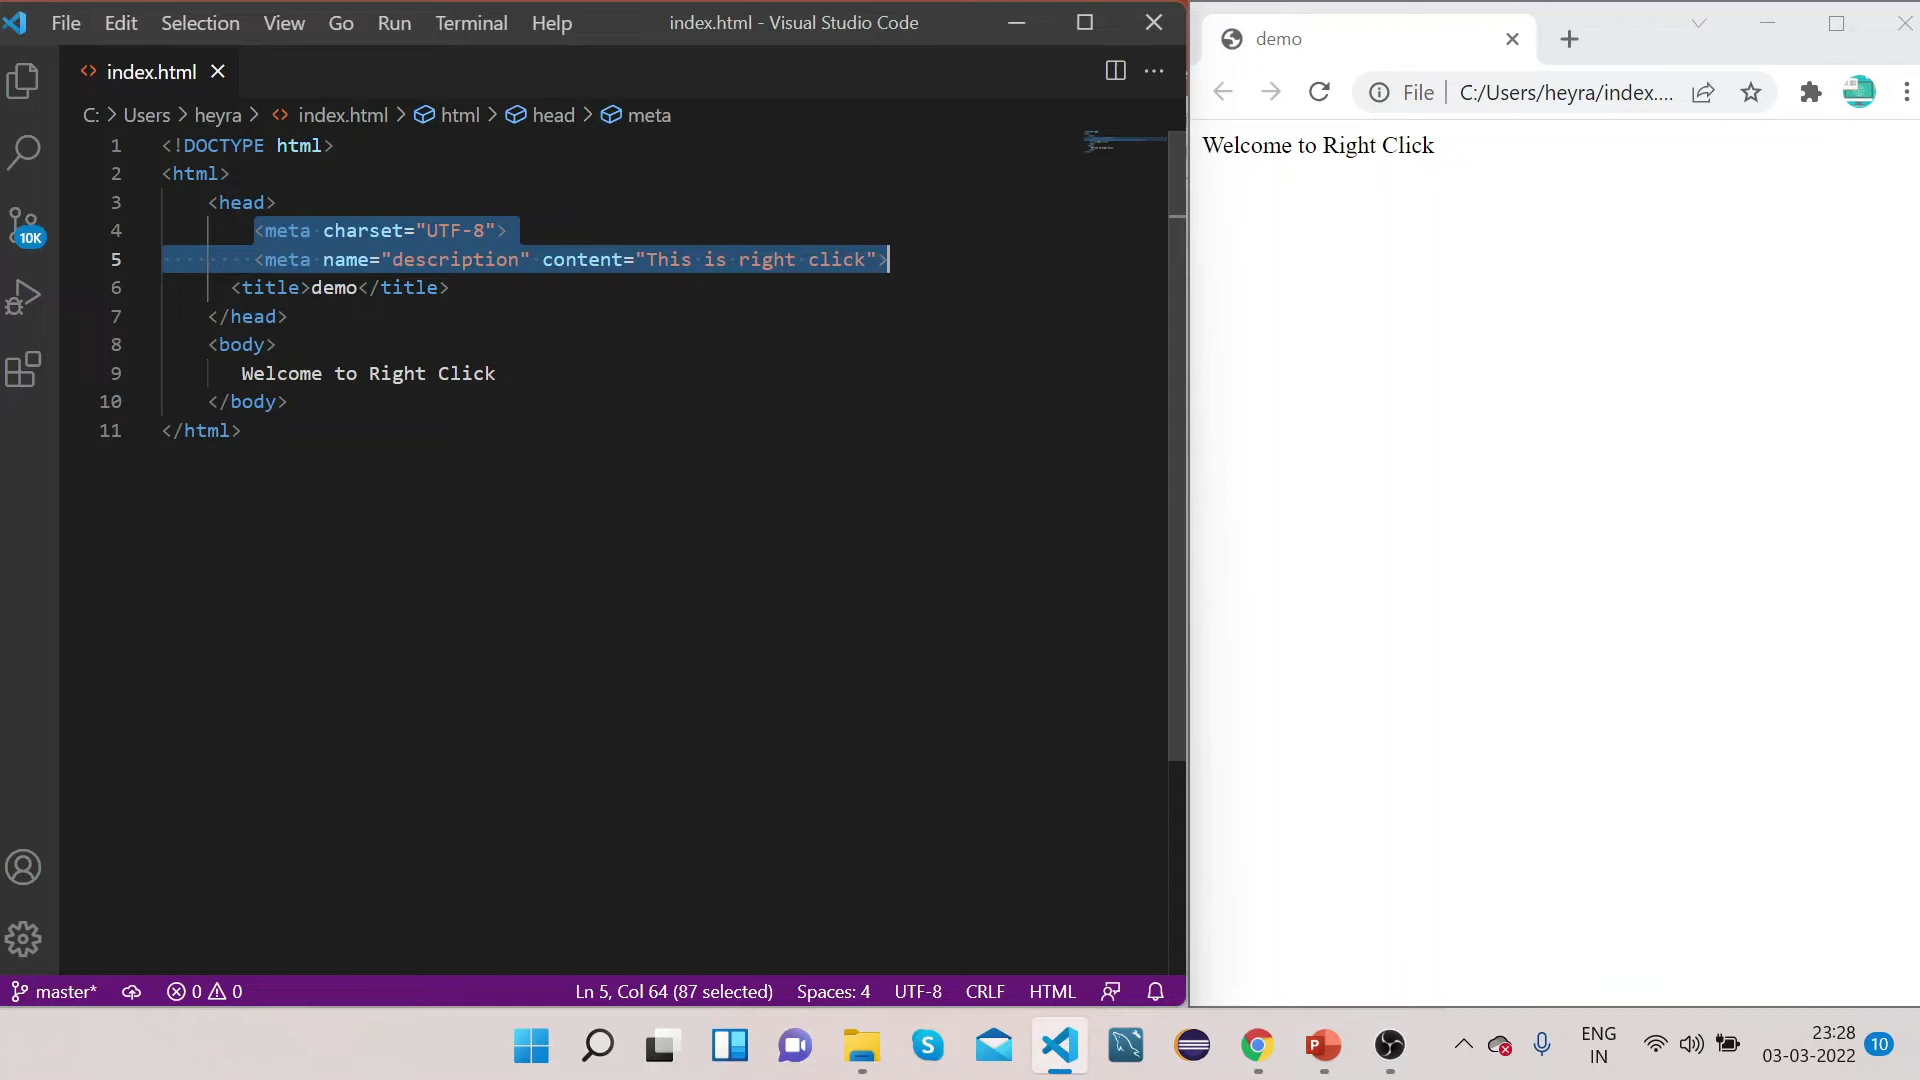 File Edit Selection View Go Run Terminal Help index.html - Visual Studio Code
index.html
C: > Users > heyra > index.html > html > head > meta
1 <!DOCTYPE html>
2 <html>
3 <head>
4 <meta charset="UTF-8">
5 <meta name="description" content="This is right click">
6 <title>demo</title>
7 </head>
8 <body>
9 Welcome to Right Click
10 </body>
11 </html>
10K
master* 0 0 Ln 5, Col 64 (87 selected) Spaces: 4 UTF-8 CRLF HTML
demo
File C:/Users/heyra/index....
Welcome to Right Click
S
P
ENG
IN
23:28
03-03-2022
10